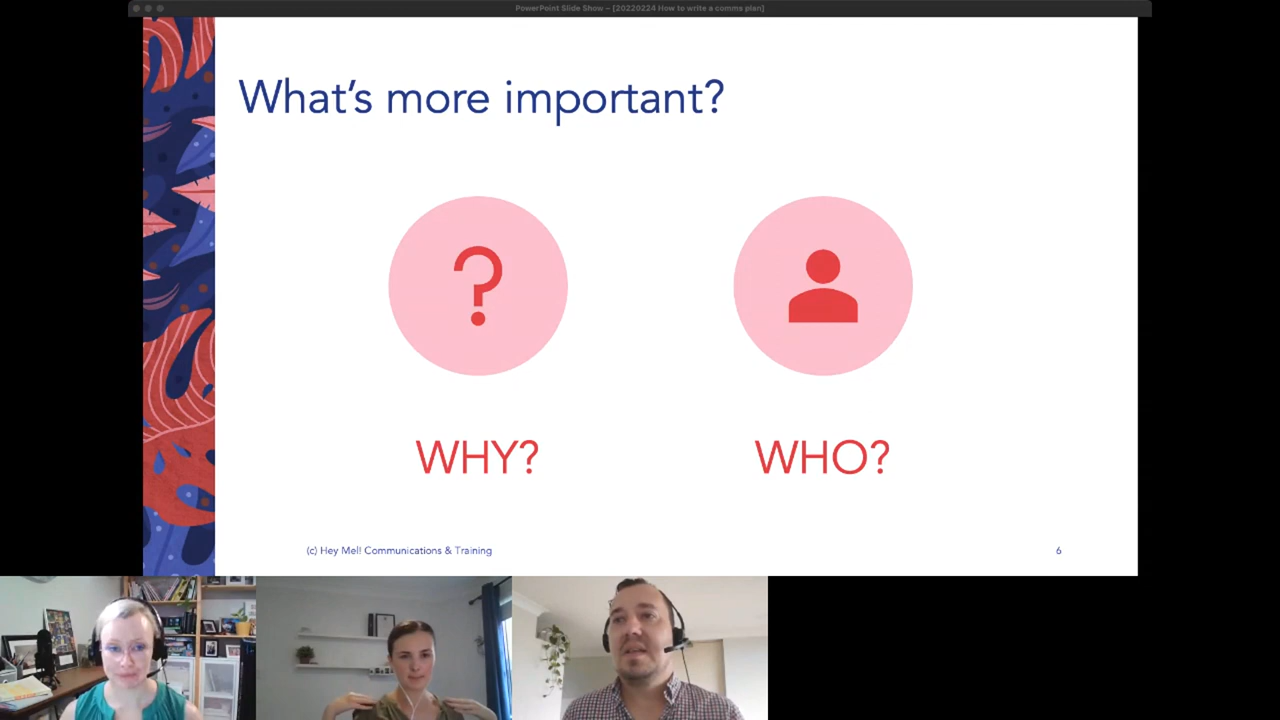 PowerPoint Slide Show – [20220224 How to write a comms plan]
What's more important?
?
WHY?
WHO?
(c) Hey Mel! Communications & Training
6